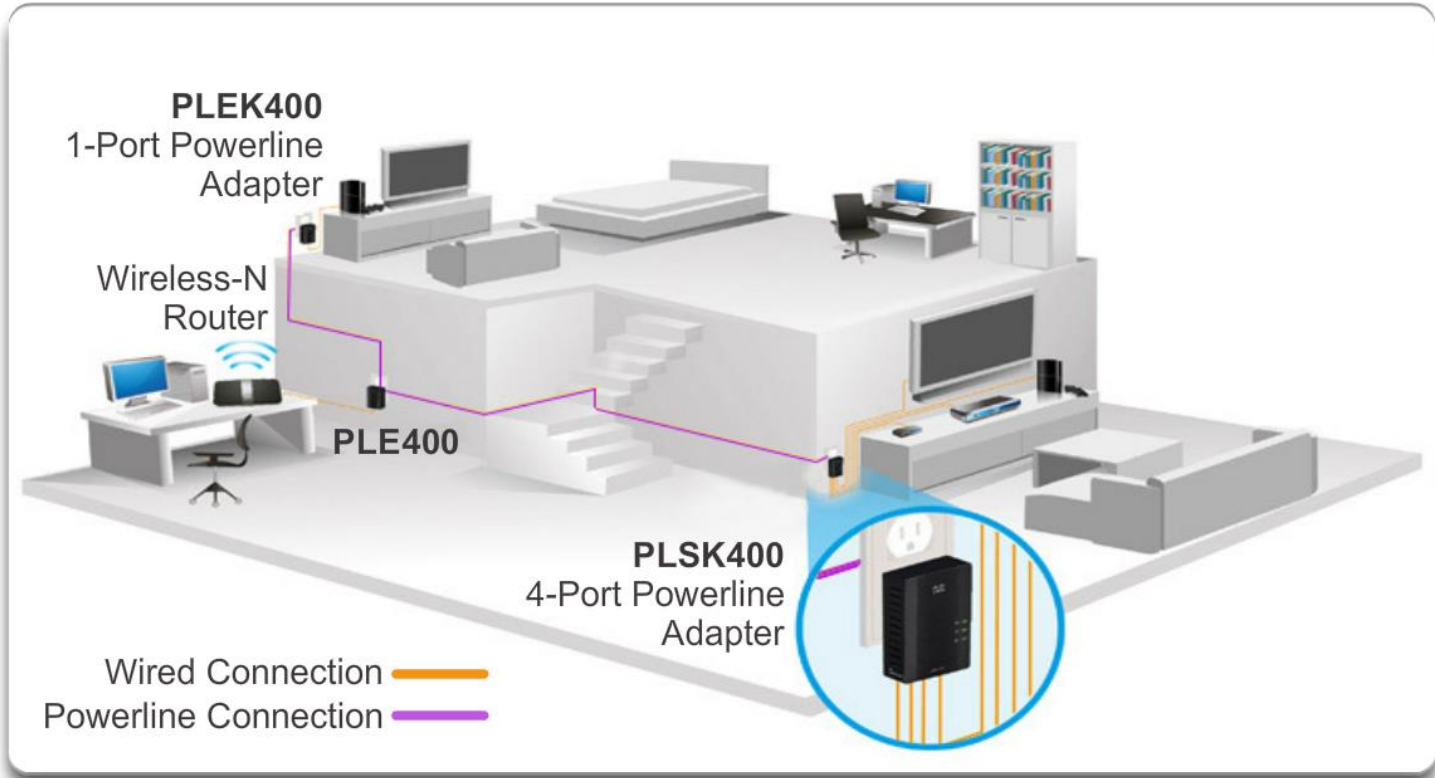 PLEK400
1-Port Powerline
Adapter
Wireless-N
Router
PLE400
PLSK400
4-Port Powerline
Adapter
Wired Connection
Powerline Connection